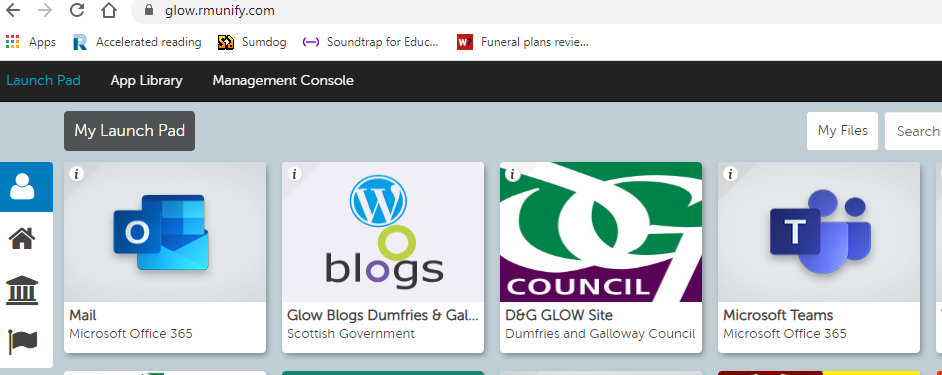 glow.rmunify.com
Apps Accelerated reading Sumdog Soundtrap for Educ... W? Funeral plans revie...
Launch Pad App Library Management Console
My Launch Pad My Files Search
i i i i
O W blogs DG COUNCIL T
Mail Glow Blogs Dumfries & Gal... D&G GLOW Site Microsoft Teams
Microsoft Office 365 Scottish Government Dumfries and Galloway Council Microsoft Office 365